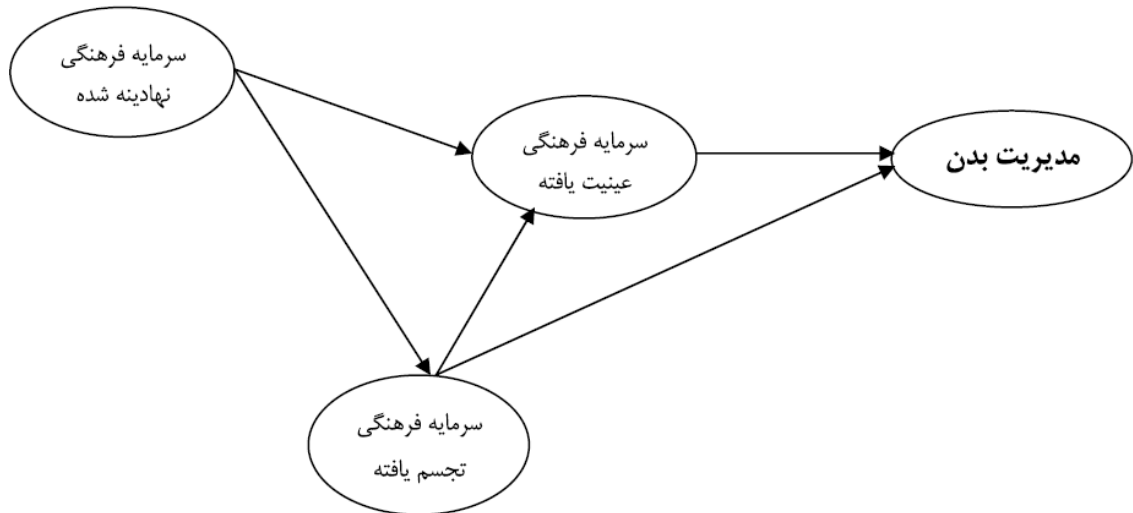 سرمایه فرهنگی
نهادینه شده
سرمایه فرهنگی
عینیت یافته
مدیریت بدن
سرمایه فرهنگی
تجسم یافته